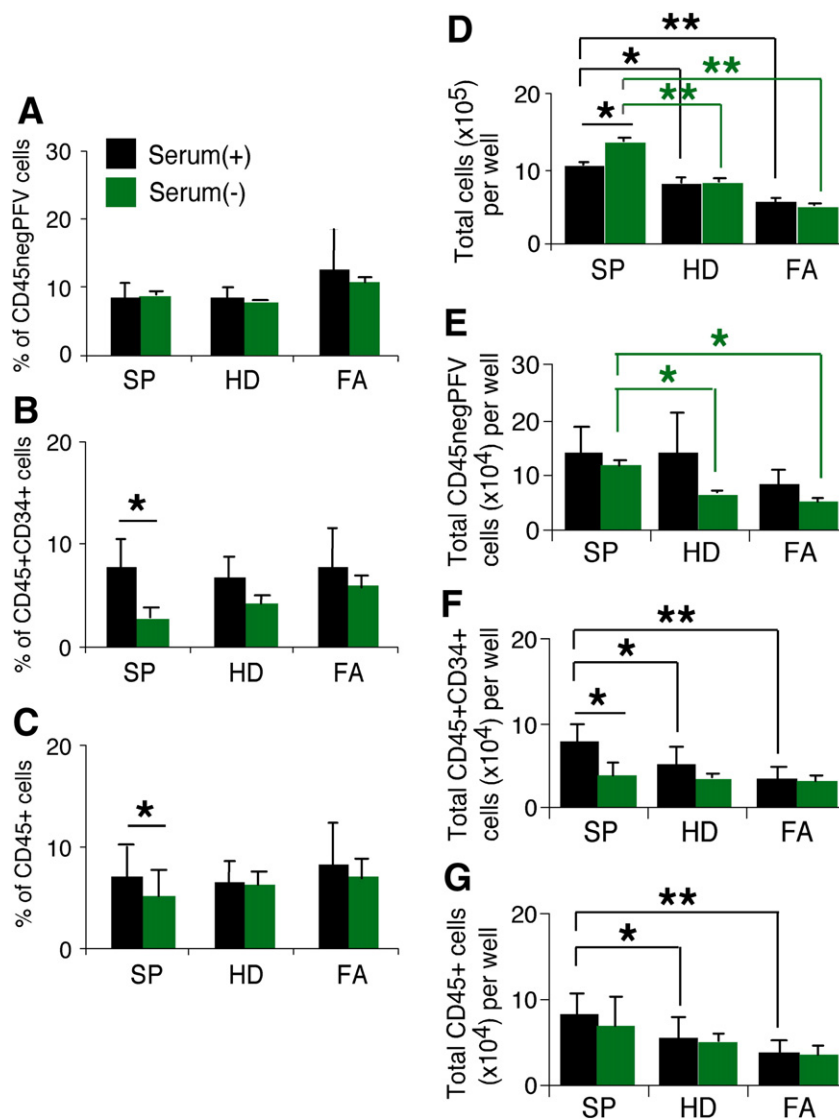 A
% of CD45negPFV cells
30
20
10
0
Serum(+)
Serum(-)
SP HD FA
B
% of CD45+CD34+ cells
20
10
0
*
SP HD FA
C
% of CD45+ cells
20
10
0
*
SP HD FA
D
Total cells (x10⁵)
per well
20
10
0
**
*
**
**
*
SP HD FA
E
Total CD45negPFV
cells (x10⁴) per well
30
20
10
0
*
*
SP HD FA
F
Total CD45+CD34+
cells (x10⁴) per well
20
10
0
**
*
*
SP HD FA
G
Total CD45+ cells
(x10⁴) per well
20
10
0
**
*
SP HD FA